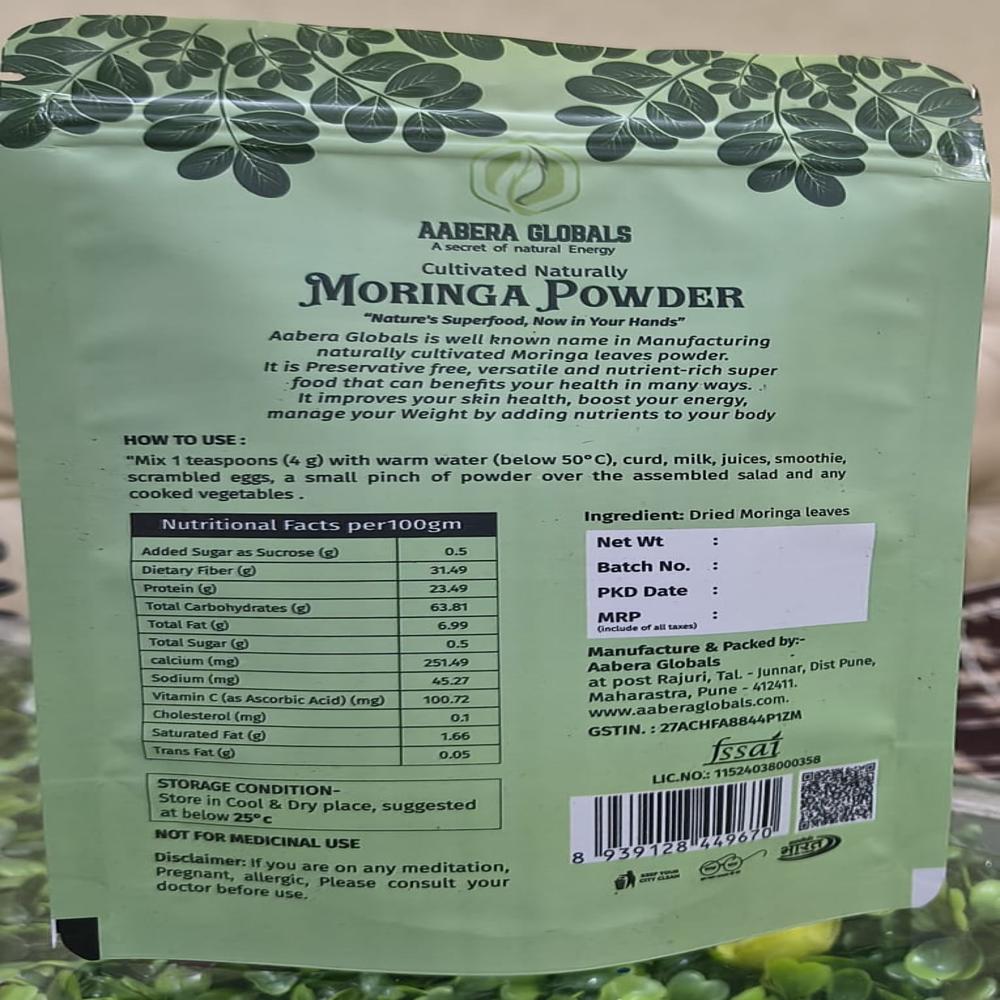 AABERA GLOBALS
A secret of natural Energy
Cultivated Naturally
MORINGA POWDER
"Nature's Superfood, Now in Your Hands"
Aabera Globals is well known name in Manufacturing
naturally cultivated Moringa leaves powder.
It is Preservative free, versatile and nutrient-rich super
food that can benefits your health in many ways.
It improves your skin health, boost your energy,
manage your Weight by adding nutrients to your body
HOW TO USE :
"Mix 1 teaspoons (4 g) with warm water (below 50°C), curd, milk, juices, smoothie,
scrambled eggs, a small pinch of powder over the assembled salad and any
cooked vegetables .
Nutritional Facts per100gm
Added Sugar as Sucrose (g) 0.5
Dietary Fiber (g) 31.49
Protein (g) 23.49
Total Carbohydrates (g) 63.81
Total Fat (g) 6.99
Total Sugar (g) 0.5
calcium (mg) 251.49
Sodium (mg) 45.27
Vitamin C (as Ascorbic Acid) (mg) 100.72
Cholesterol (mg) 0.1
Saturated Fat (g) 1.66
Trans Fat (g) 0.05
STORAGE CONDITION-
Store in Cool & Dry place, suggested
at below 25°c
NOT FOR MEDICINAL USE
Disclaimer: If you are on any meditation,
Pregnant, allergic, Please consult your
doctor before use.
Ingredient: Dried Moringa leaves
Net Wt :
Batch No. :
PKD Date :
MRP :
(include of all taxes)
Manufacture & Packed by:-
Aabera Globals
at post Rajuri, Tal. - Junnar, Dist Pune,
Maharastra, Pune - 412411.
www.aaberaglobals.com.
GSTIN. : 27ACHFA8844P1ZM
fssai
LIC.NO.: 11524038000358
8 939128 449670
KEEP YOUR
CITY CLEAN
भारत